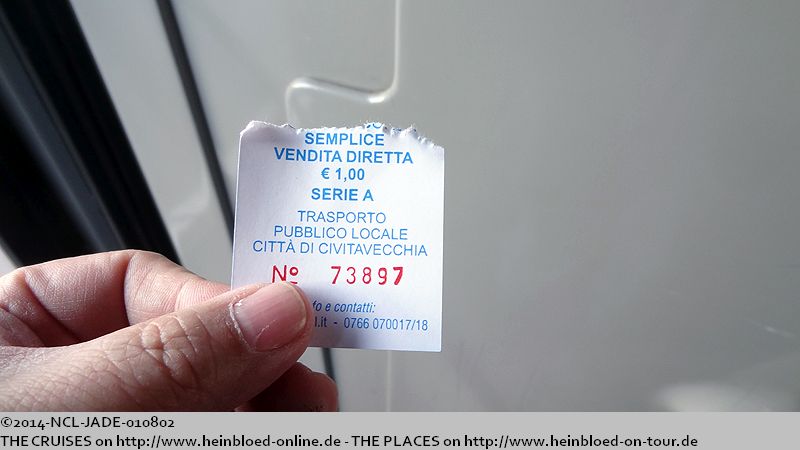 SEMPLICE
VENDITA DIRETTA
€ 1,00
SERIE A
TRASPORTO
PUBBLICO LOCALE
CITTÀ DI CIVITAVECCHIA
Nº 73897
e contatti:
.it - 0766 070017/18
©2014-NCL-JADE-010802
THE CRUISES on http://www.heinbloed-online.de - THE PLACES on http://www.heinbloed-on-tour.de